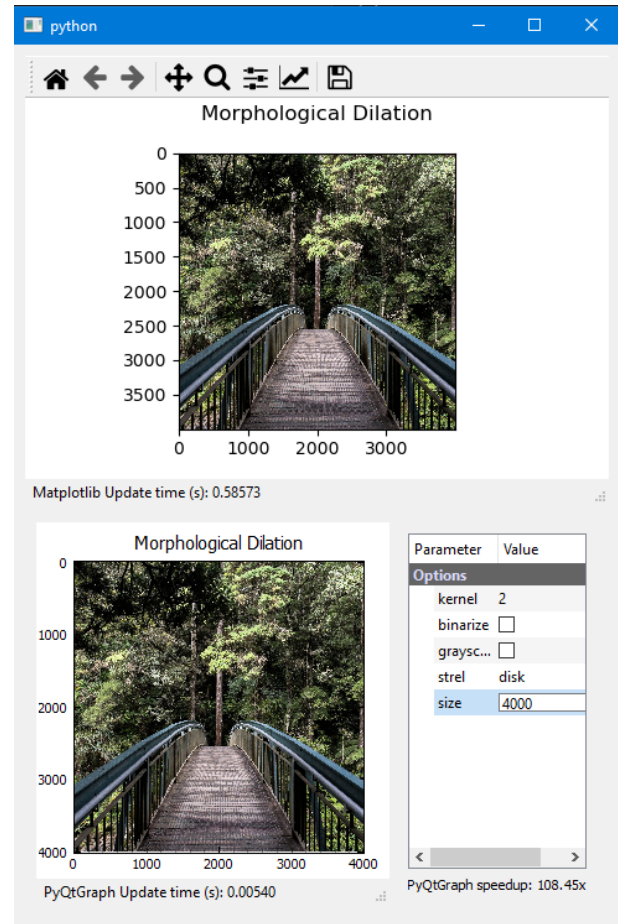 python
Morphological Dilation
0
500
1000
1500
2000
2500
3000
3500
0 1000 2000 3000
Matplotlib Update time (s): 0.58573
Morphological Dilation
0
1000
2000
3000
4000
0 1000 2000 3000 4000
PyQtGraph Update time (s): 0.00540
Parameter Value
Options
kernel 2
binarize
graysc...
strel disk
size 4000
PyQtGraph speedup: 108.45x